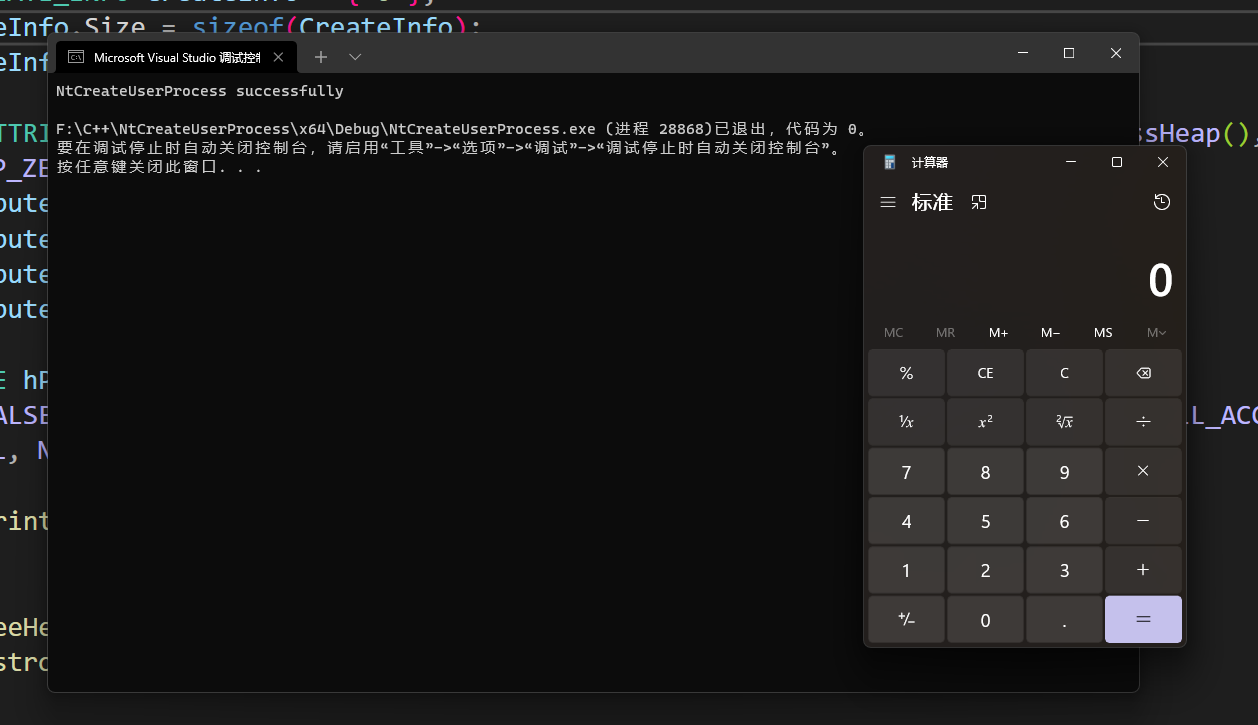 eInfo.Size = sizeof(CreateInfo);
Microsoft Visual Studio 调试控制
NtCreateUserProcess successfully
F:\C++\NtCreateUserProcess\x64\Debug\NtCreateUserProcess.exe (进程 28868)已退出，代码为 0。
要在调试停止时自动关闭控制台，请启用“工具”->“选项”->“调试”->“调试停止时自动关闭控制台”。
按任意键关闭此窗口. . .
ssHeap(),
TTRI
P_ZE
bute
bute
bute
bute
E hP
ALSE
LL_ACC
L, N
rint
eeHe
stro
计算器
标准
0
MC MR M+ M− MS M
% CE C
⅟x x² ²√x ÷
7 8 9 ×
4 5 6 −
1 2 3 +
+/− 0 . =